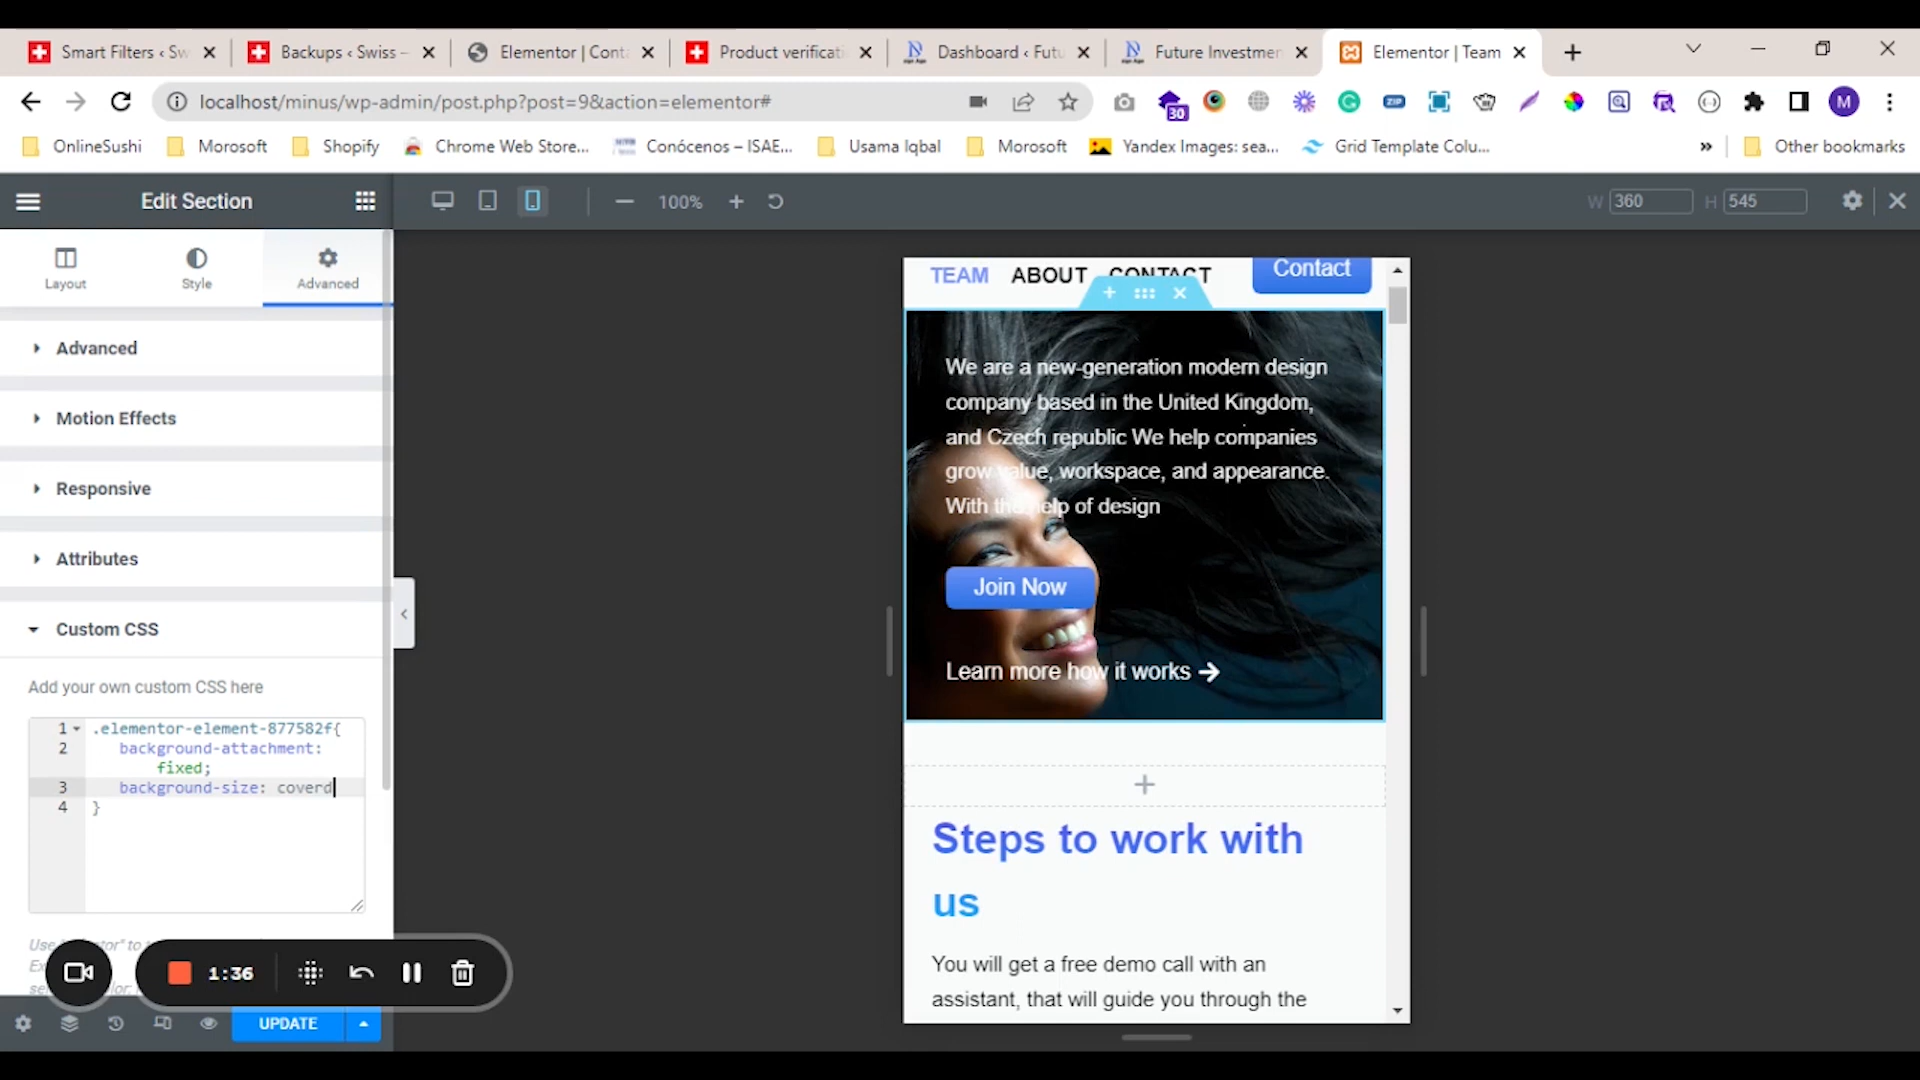 Smart Filters ‹ Sw
Backups ‹ Swiss –
Elementor | Conta
Product verificati
Dashboard ‹ Futu
Future Investmen
Elementor | Team
localhost/minus/wp-admin/post.php?post=9&action=elementor#
30
ZIP
M
OnlineSushi
Morosoft
Shopify
Chrome Web Store...
Conócenos – ISAE...
Usama Iqbal
Morosoft
Yandex Images: sea...
Grid Template Colu...
»
Other bookmarks
Edit Section
100%
W 360
H 545
Layout
Style
Advanced
Advanced
Motion Effects
Responsive
Attributes
Custom CSS
Add your own custom CSS here
1 .elementor-element-877582f{
2 background-attachment:
fixed;
3 background-size: coverd
4 }
1:36
UPDATE
TEAM ABOUT CONTACT
Contact
We are a new-generation modern design
company based in the United Kingdom,
and Czech republic We help companies
grow value, workspace, and appearance.
With the help of design
Join Now
Learn more how it works →
Steps to work with
us
You will get a free demo call with an
assistant, that will guide you through the